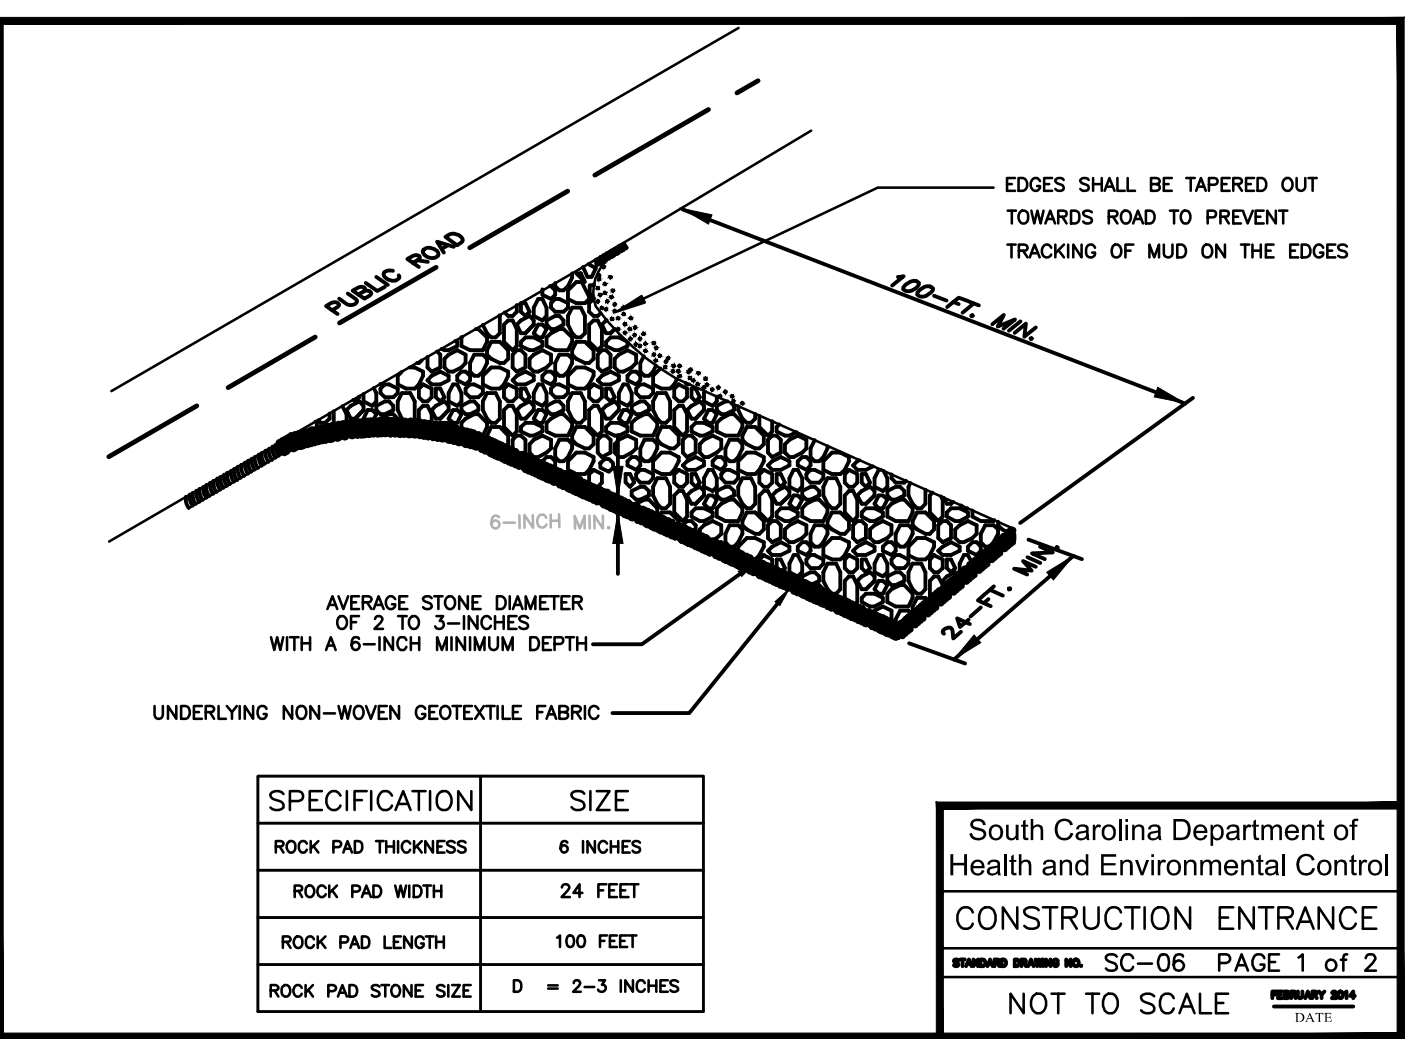 EDGES SHALL BE TAPERED OUT
TOWARDS ROAD TO PREVENT
TRACKING OF MUD ON THE EDGES
PUBLIC ROAD
100-FT. MIN.
6-INCH MIN.
24-FT. MIN.
AVERAGE STONE DIAMETER
OF 2 TO 3-INCHES
WITH A 6-INCH MINIMUM DEPTH
UNDERLYING NON-WOVEN GEOTEXTILE FABRIC
SPECIFICATION SIZE
ROCK PAD THICKNESS 6 INCHES
ROCK PAD WIDTH 24 FEET
ROCK PAD LENGTH 100 FEET
ROCK PAD STONE SIZE D = 2-3 INCHES
South Carolina Department of
Health and Environmental Control
CONSTRUCTION ENTRANCE
STANDARD DRAWING NO. SC-06 PAGE 1 of 2
NOT TO SCALE FEBRUARY 2014
DATE